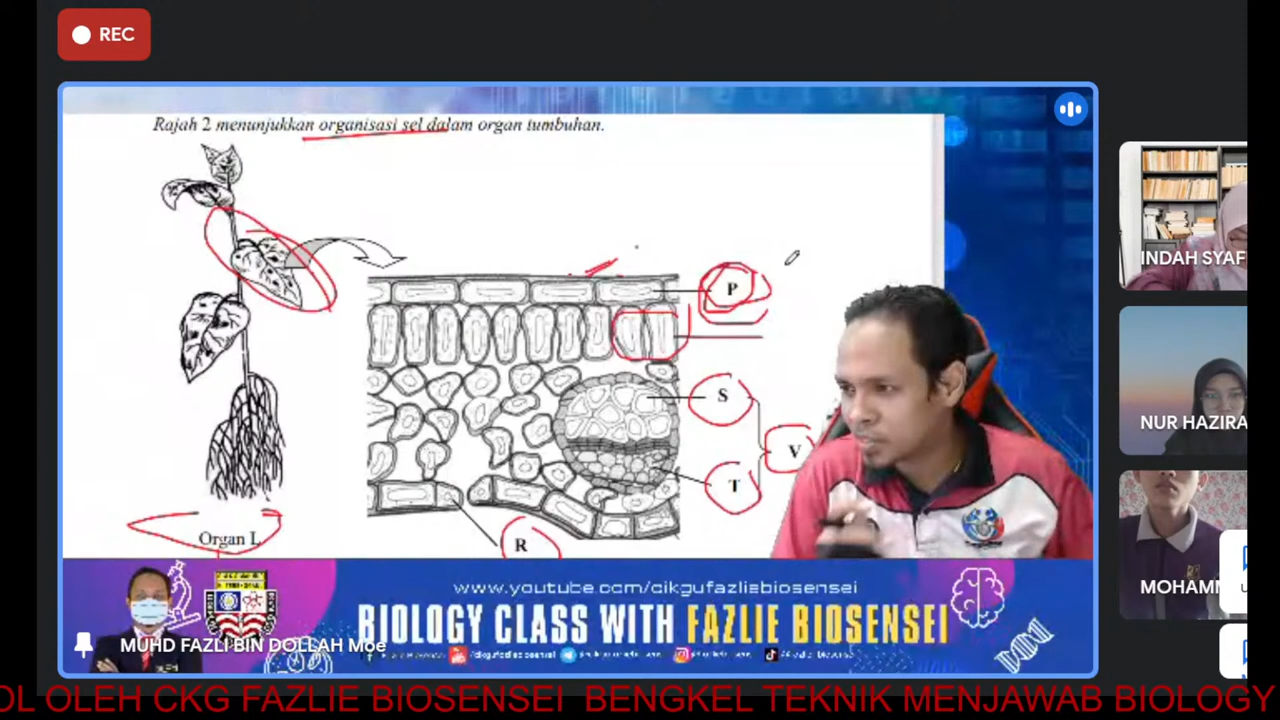 REC
Rajah 2 menunjukkan organisasi sel dalam organ tumbuhan.
P
S
V
T
R
Organ L
INDAH SYAF
NUR HAZIRA
MOHAMM
www.youtube.com/cikgufazliebiosensei
BIOLOGY CLASS WITH FAZLIE BIOSENSEI
MUHD FAZLI BIN DOLLAH Moe
OL OLEH CKG FAZLIE BIOSENSEI BENGKEL TEKNIK MENJAWAB BIOLOGY